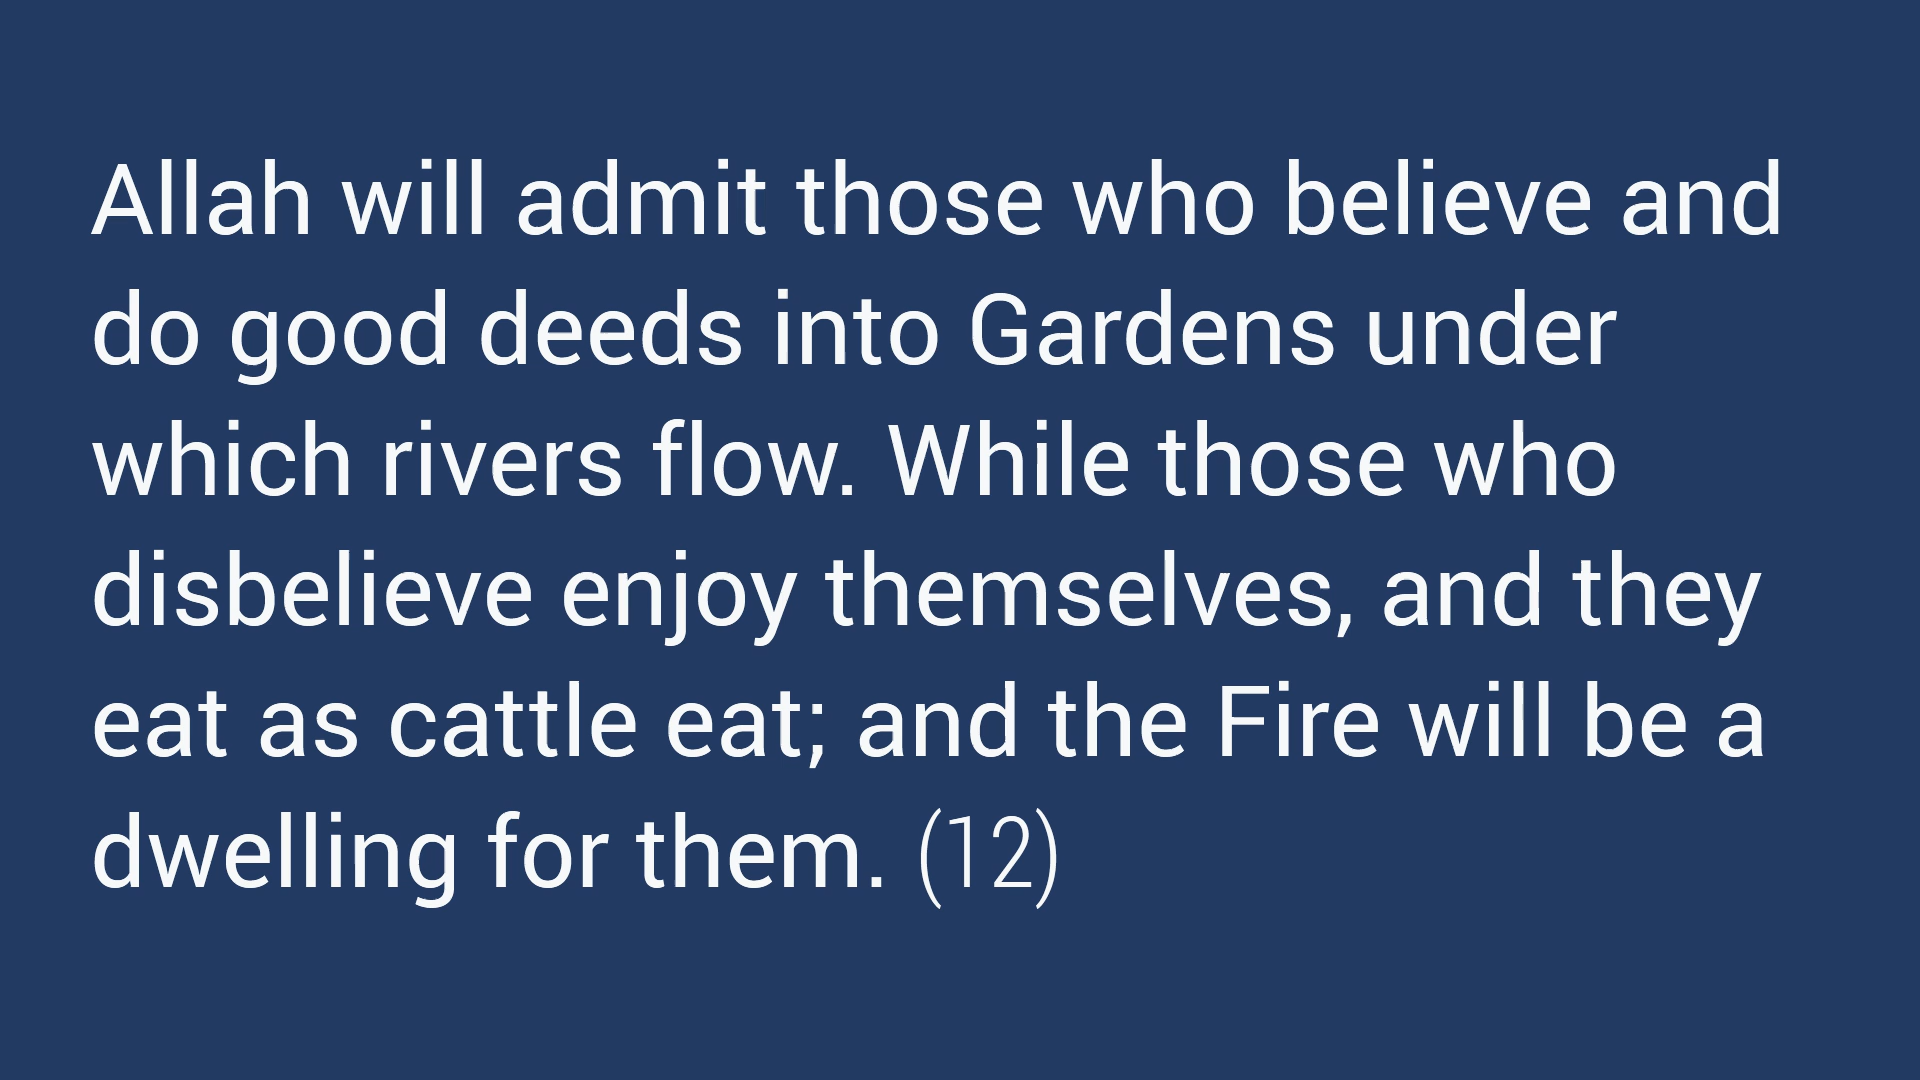 Allah will admit those who believe and
do good deeds into Gardens under
which rivers flow. While those who
disbelieve enjoy themselves, and they
eat as cattle eat; and the Fire will be a
dwelling for them. (12)